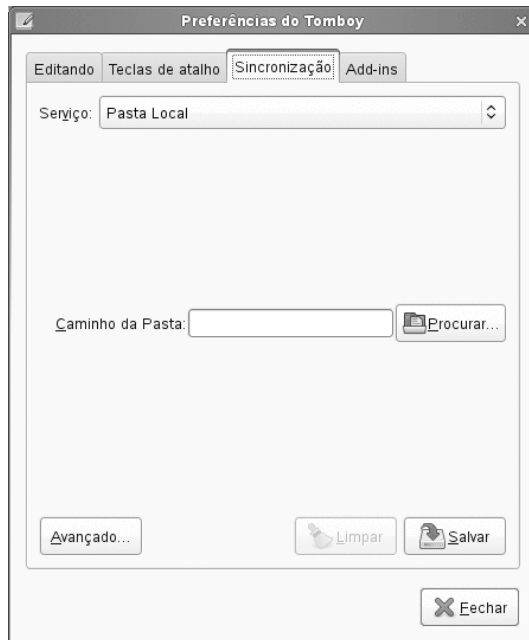 Preferências do Tomboy
Editando Teclas de atalho Sincronização Add-ins
Serviço: Pasta Local
Caminho da Pasta: Procurar...
Avançado... Limpar Salvar
Fechar